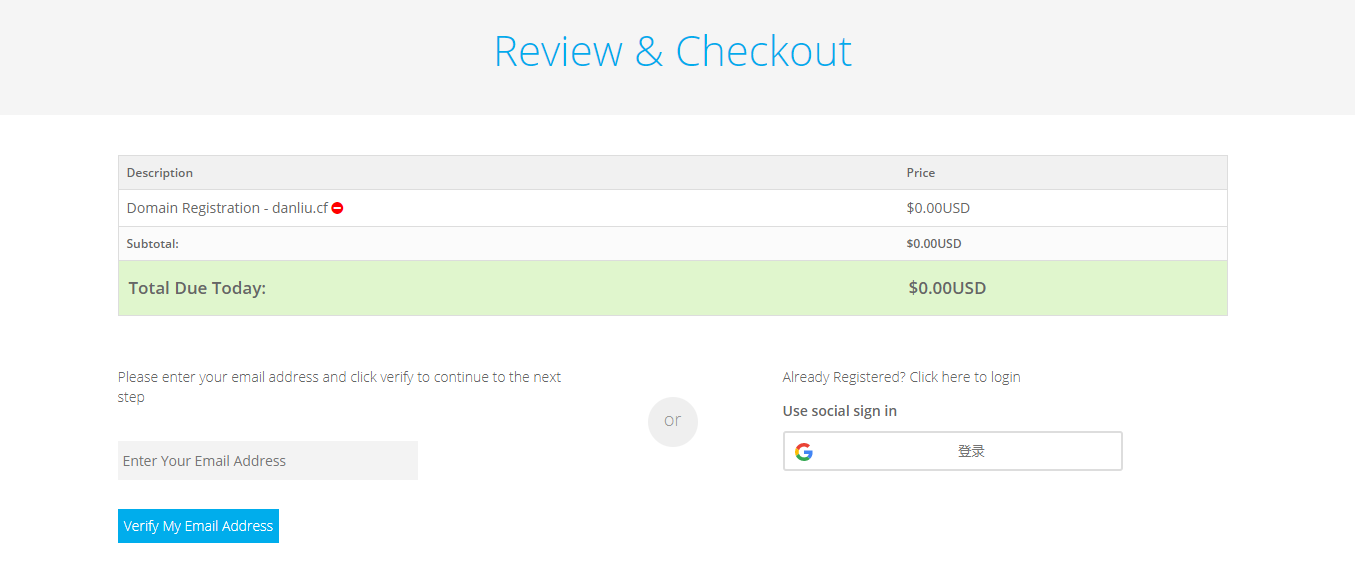 Review & Checkout
Description Price
Domain Registration - danliu.cf $0.00USD
Subtotal: $0.00USD
Total Due Today: $0.00USD
Please enter your email address and click verify to continue to the next
step
Enter Your Email Address
Verify My Email Address
or
Already Registered? Click here to login
Use social sign in
登录